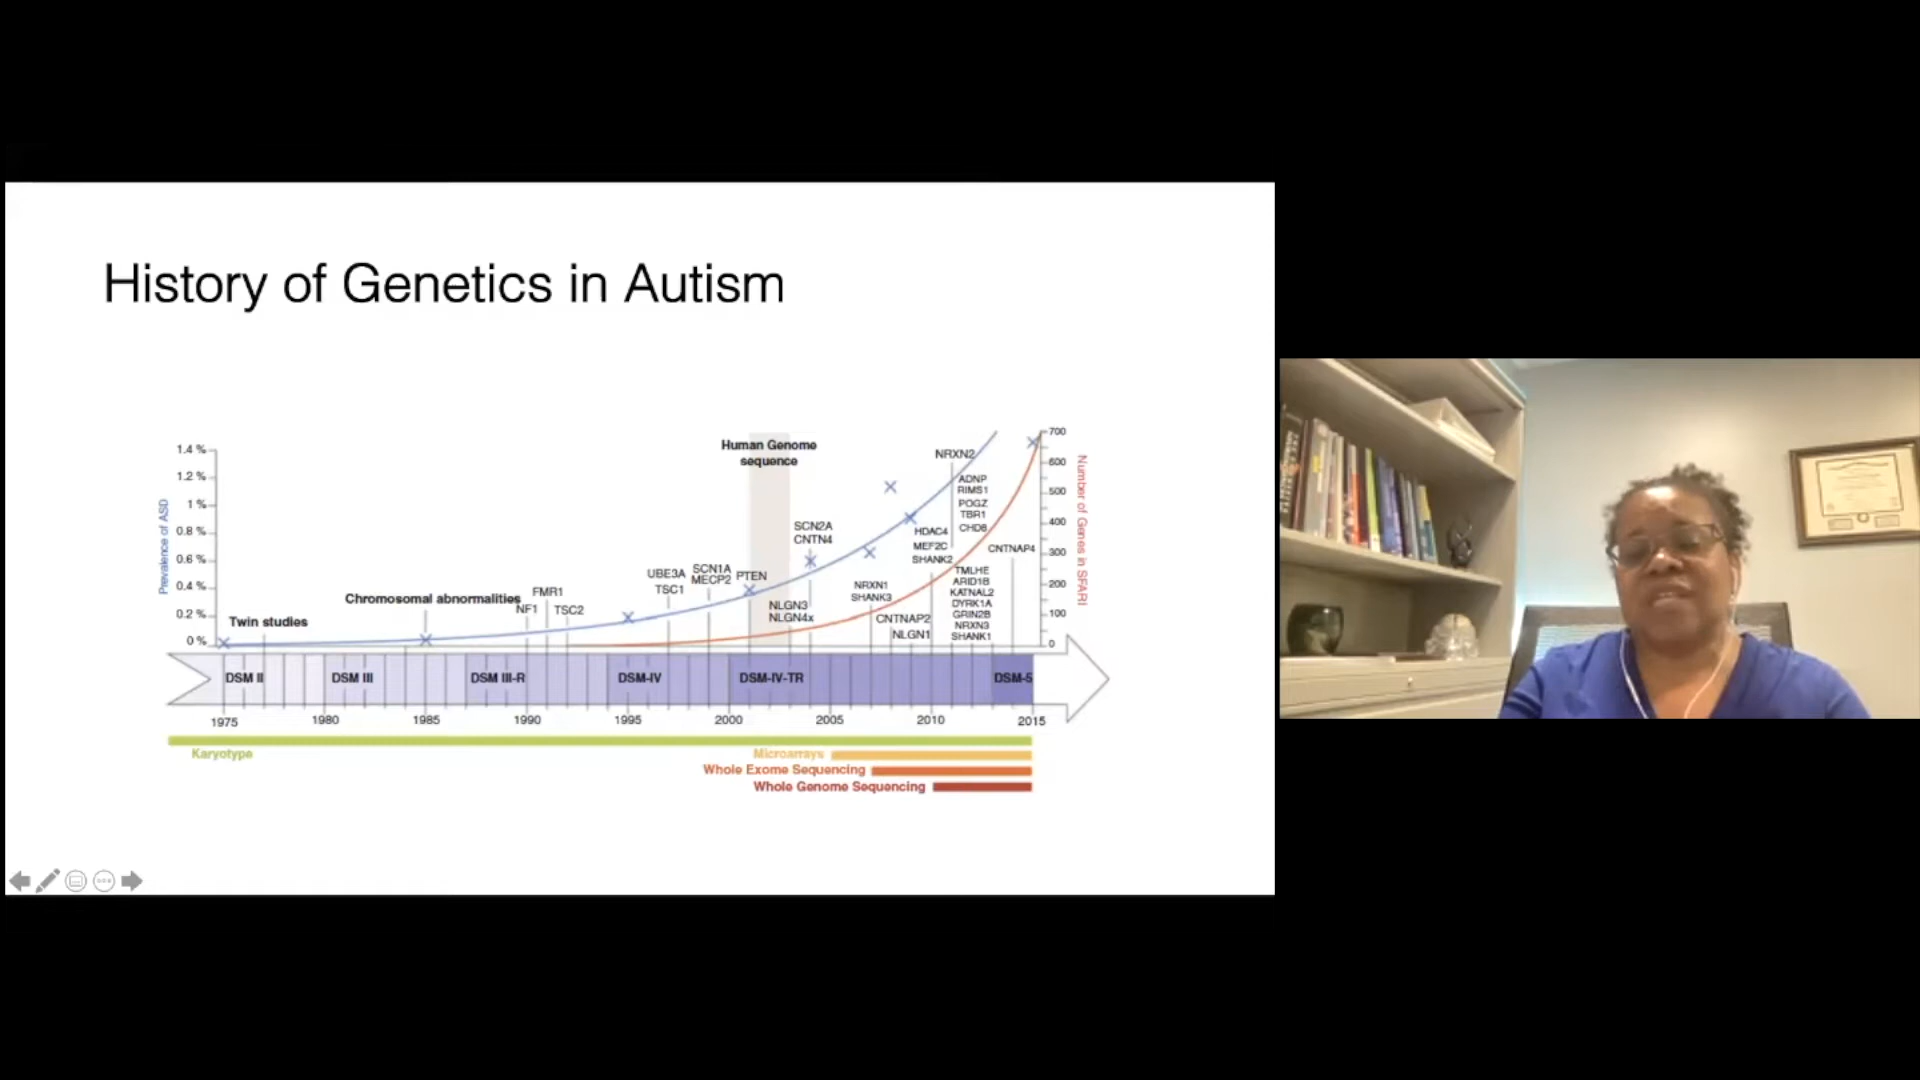 History of Genetics in Autism
Human Genome
sequence
Prevalence of ASD
1.4 %
1.2 %
1 %
0.8 %
0.6 %
0.4 %
0.2 %
0 %
Number of Genes in SFARI
700
600
500
400
300
200
100
0
Twin studies
Chromosomal abnormalities
NF1
FMR1
TSC2
UBE3A
TSC1
SCN1A
MECP2
PTEN
SCN2A
CNTN4
NLGN3
NLGN4x
NRXN1
SHANK3
CNTNAP2
NLGN1
HDAC4
MEF2C
SHANK2
NRXN2
ADNP
RIMS1
POGZ
TBR1
CHD8
TMLHE
ARID1B
KATNAL2
DYRK1A
GRIN2B
NRXN3
SHANK1
CNTNAP4
DSM II
DSM III
DSM III-R
DSM-IV
DSM-IV-TR
DSM-5
1975
1980
1985
1990
1995
2000
2005
2010
2015
Karyotype
Microarrays
Whole Exome Sequencing
Whole Genome Sequencing